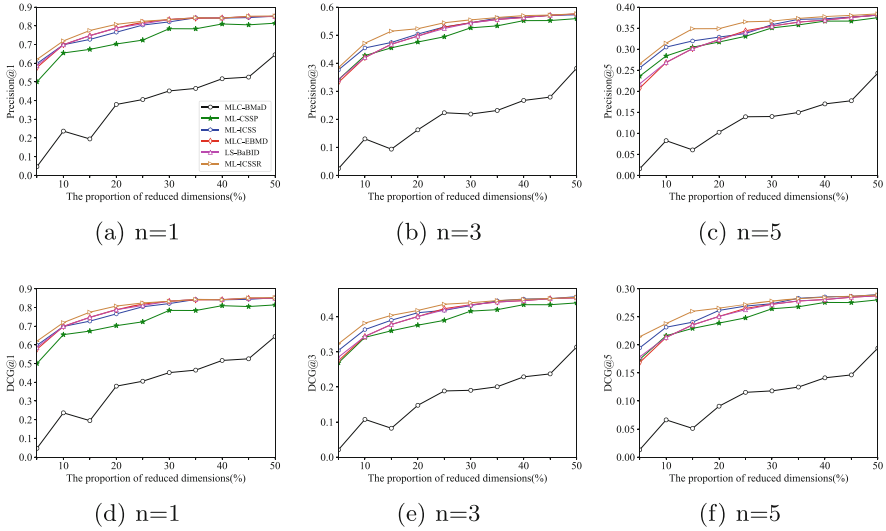 Precision@1
0.9
0.8
0.7
0.6
0.5
0.4
0.3
0.2
0.1
0.0
10 20 30 40 50
The proportion of reduced dimensions(%)
MLC-BMaD
ML-CSSP
ML-ICSS
MLC-EBMD
LS-BaBID
ML-ICSSR
(a) n=1
Precision@3
0.6
0.5
0.4
0.3
0.2
0.1
0.0
10 20 30 40 50
The proportion of reduced dimensions(%)
(b) n=3
Precision@5
0.40
0.35
0.30
0.25
0.20
0.15
0.10
0.05
0.00
10 20 30 40 50
The proportion of reduced dimensions(%)
(c) n=5
DCG@1
0.9
0.8
0.7
0.6
0.5
0.4
0.3
0.2
0.1
0.0
10 20 30 40 50
The proportion of reduced dimensions(%)
(d) n=1
DCG@3
0.4
0.3
0.2
0.1
0.0
10 20 30 40 50
The proportion of reduced dimensions(%)
(e) n=3
DCG@5
0.30
0.25
0.20
0.15
0.10
0.05
0.00
10 20 30 40 50
The proportion of reduced dimensions(%)
(f) n=5